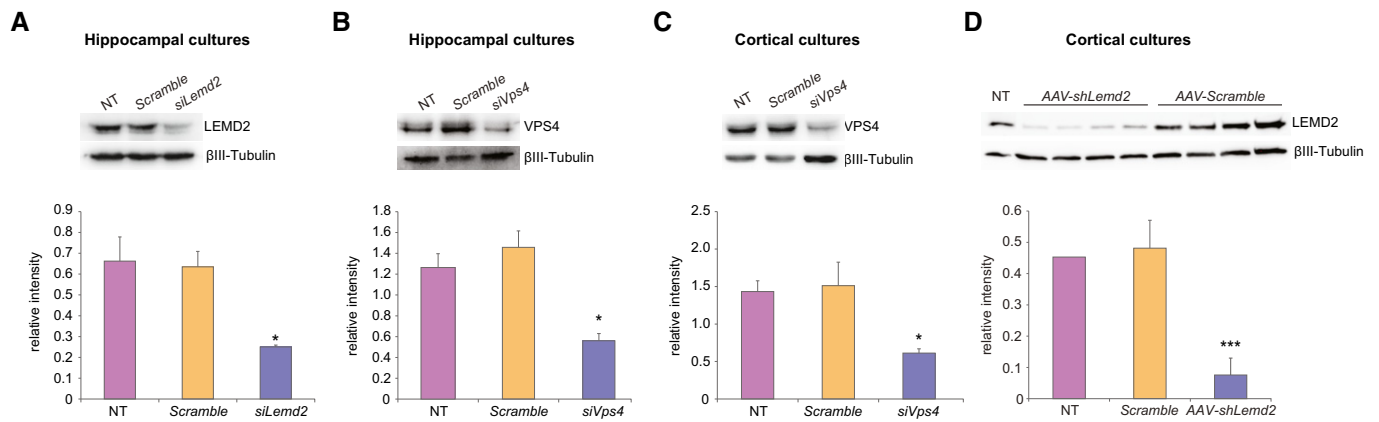 A
Hippocampal cultures
NT Scramble siLemd2
LEMD2
βIII-Tubulin
relative intensity
0.9
0.8
0.7
0.6
0.5
0.4
0.3
0.2
0.1
0
*
NT Scramble siLemd2
B
Hippocampal cultures
NT Scramble siVps4
VPS4
βIII-Tubulin
relative intensity
1.8
1.6
1.4
1.2
1.0
0.8
0.6
0.4
0.2
0
*
NT Scramble siVps4
C
Cortical cultures
NT Scramble siVps4
VPS4
βIII-Tubulin
relative intensity
2.5
2.0
1.5
1.0
0.5
0
*
NT Scramble siVps4
D
Cortical cultures
NT AAV-shLemd2 AAV-Scramble
LEMD2
βIII-Tubulin
relative intensity
0.6
0.5
0.4
0.3
0.2
0.1
0
***
NT Scramble AAV-shLemd2